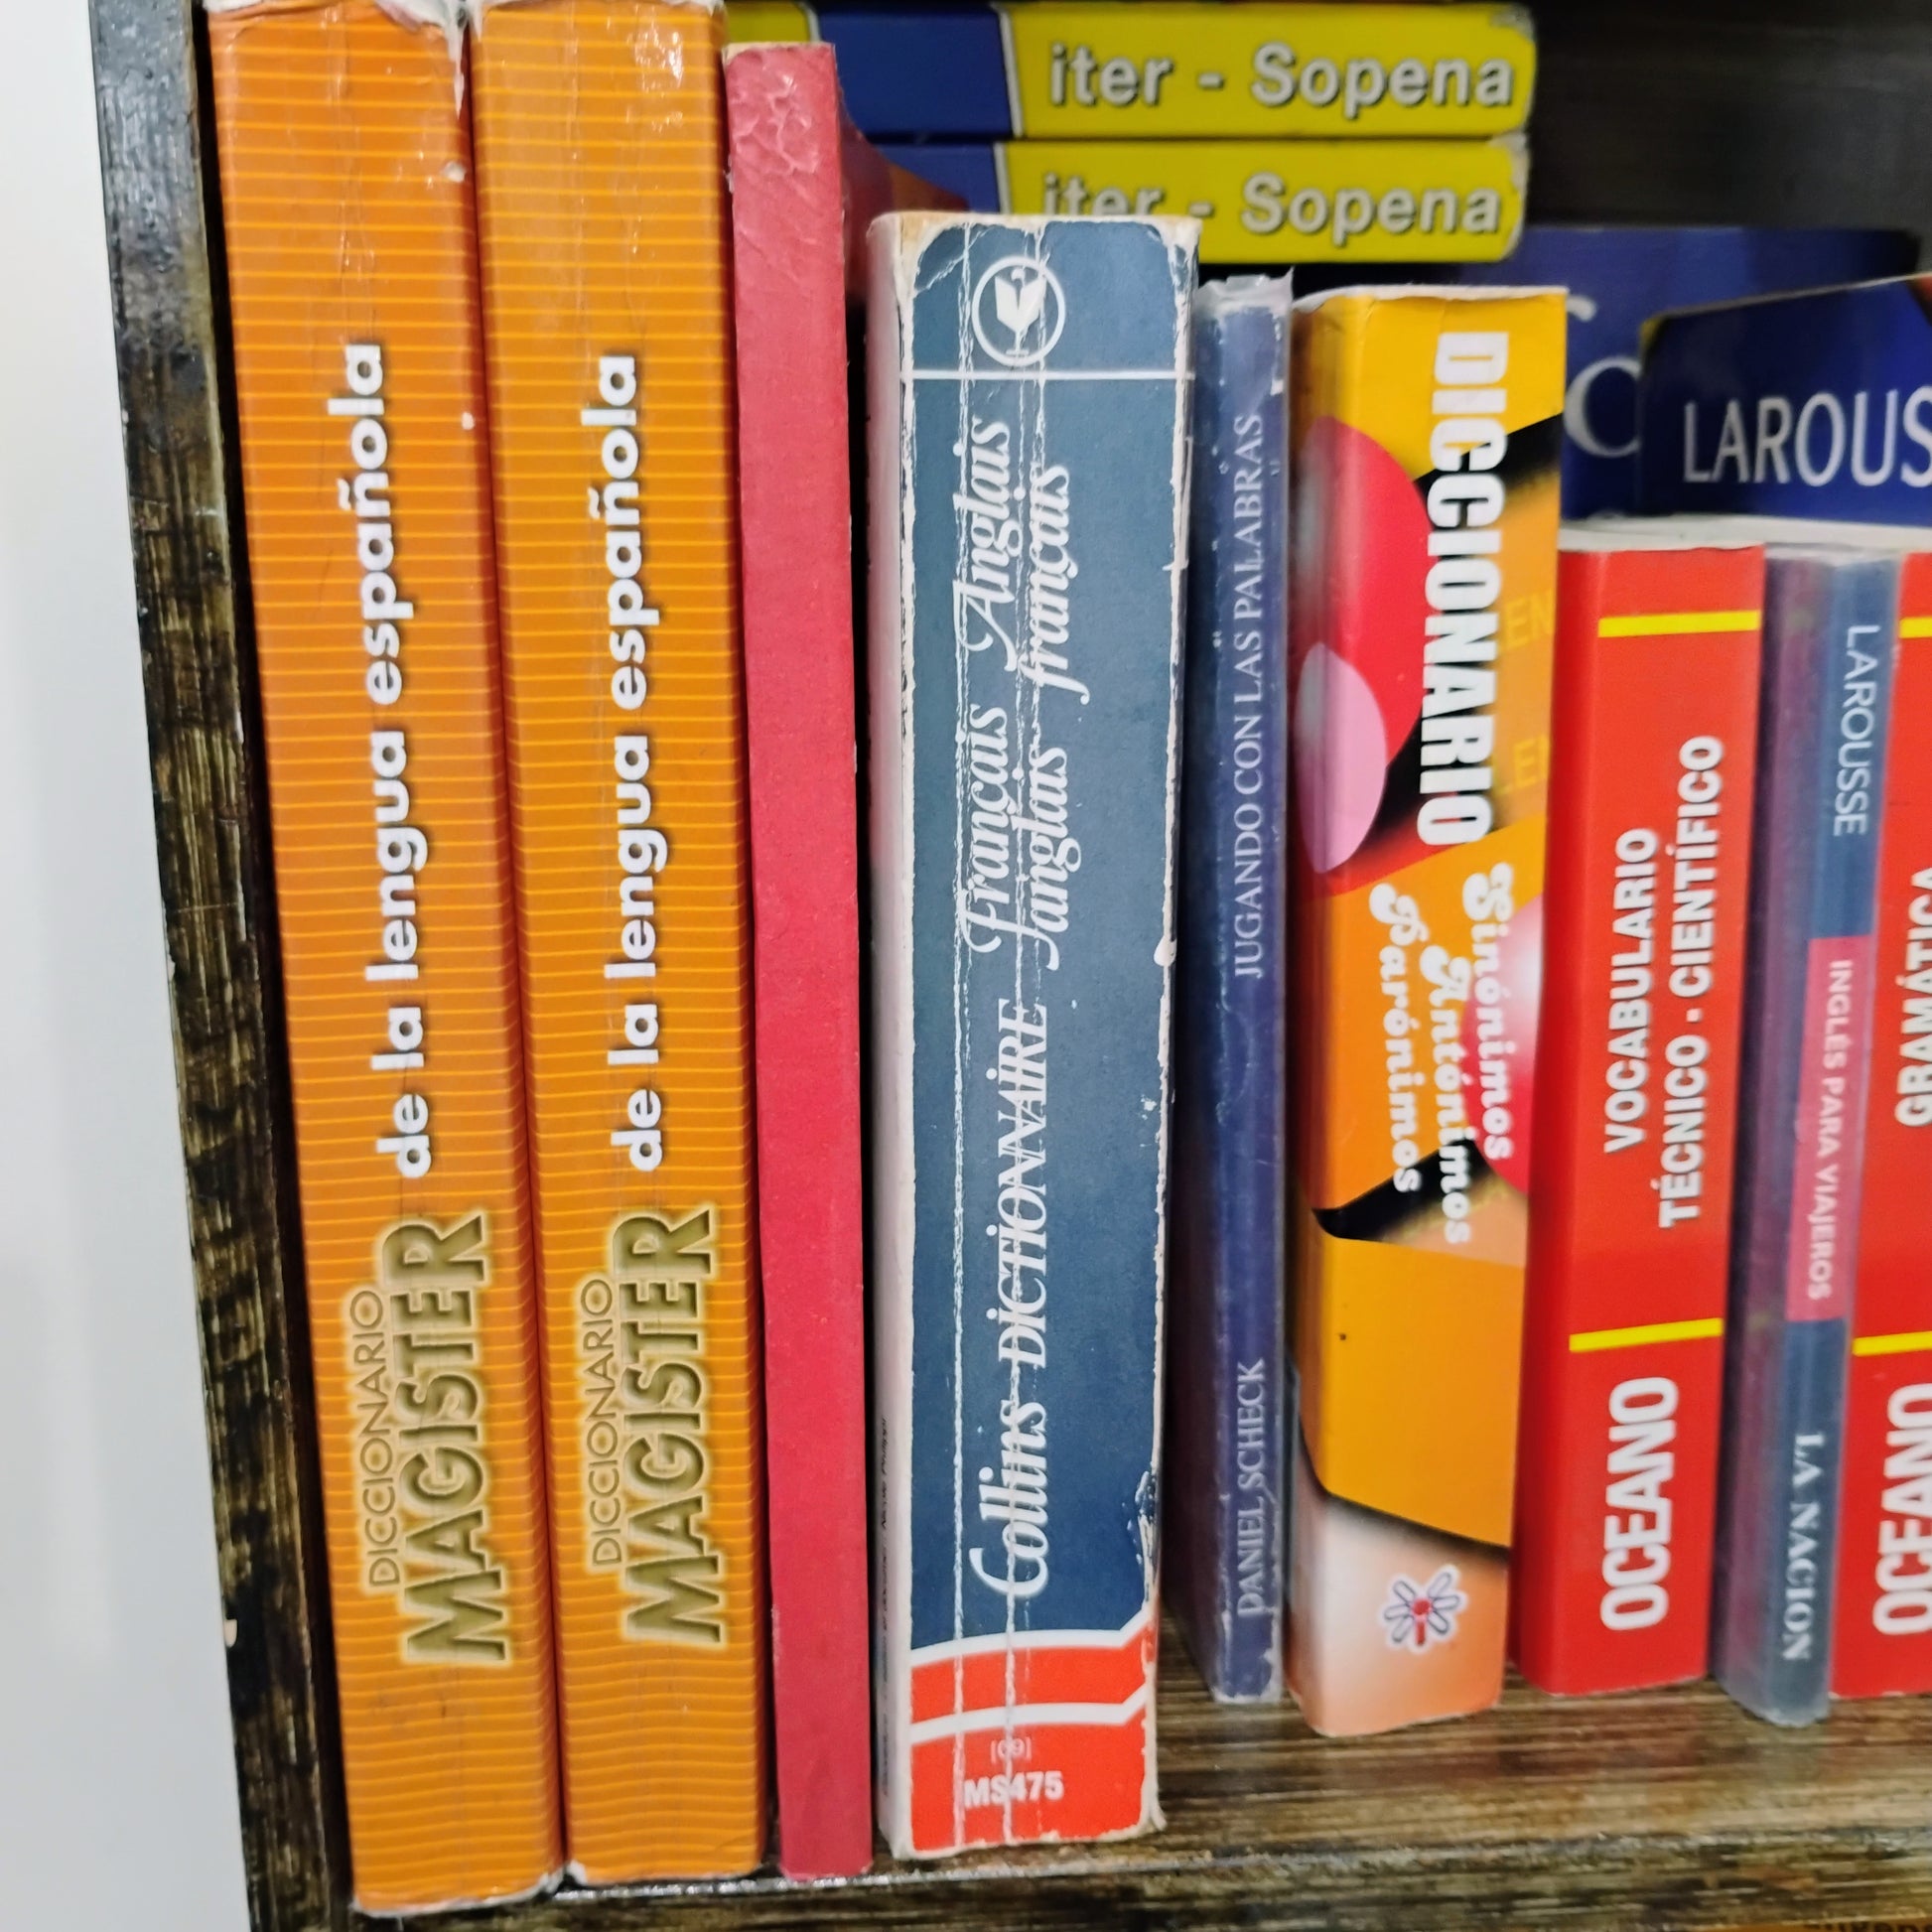 DICCIONARIO
MAGISTER
de la lengua española
DICCIONARIO
MAGISTER
de la lengua española
iter - Sopena
iter - Sopena
Collins DICTIONNAIRE
Français Anglais
anglais français
[69]
MS475
DANIEL SCHECK JUGANDO CON LAS PALABRAS
DICCIONARIO
Sinónimos
Antónimos
Parónimos
LAROUS
OCEANO
VOCABULARIO
TÉCNICO - CIENTÍFICO
LAROUSSE
INGLÉS PARA VIAJEROS
LA NACION
OCEANO
GRAMÁTICA